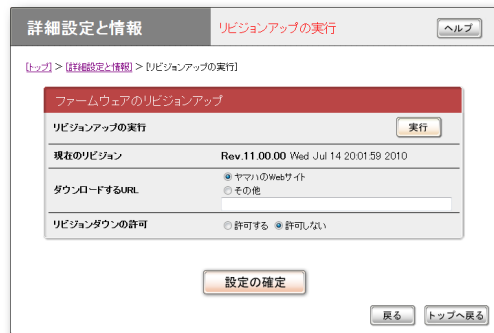 詳細設定と情報
リビジョンアップの実行
ヘルプ
[トップ] > [詳細設定と情報] > [リビジョンアップの実行]
ファームウェアのリビジョンアップ
リビジョンアップの実行
実行
現在のリビジョン
Rev.11.00.00 Wed Jul 14 20:01:59 2010
ダウンロードするURL
ヤマハのWebサイト
その他
リビジョンダウンの許可
許可する 許可しない
設定の確定
戻る
トップへ戻る